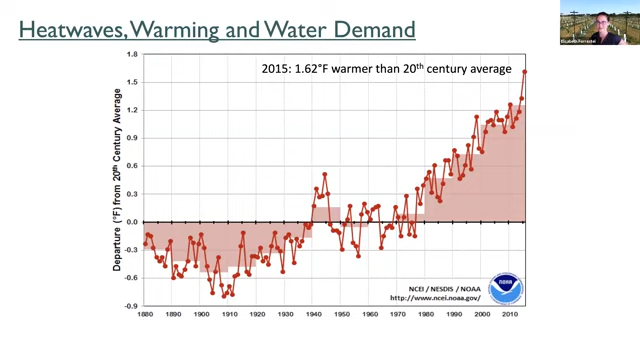 Heatwaves, Warming and Water Demand
Elisabeth Forrestel
2015: 1.62°F warmer than 20th century average
Departure (°F) from 20th Century Average
1.8
1.5
1.2
0.9
0.6
0.3
0.0
-0.3
-0.6
-0.9
NCEI / NESDIS / NOAA
http://www.ncei.noaa.gov/
NOAA
1880 1890 1900 1910 1920 1930 1940 1950 1960 1970 1980 1990 2000 2010